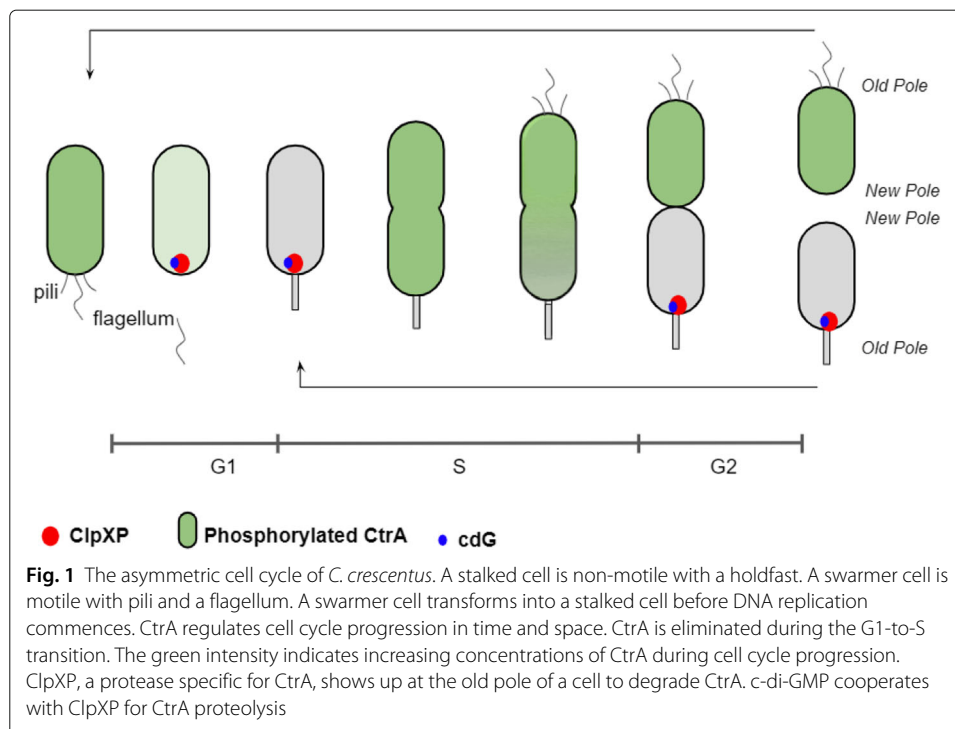 Old Pole
New Pole
New Pole
pili
flagellum
Old Pole
G1
S
G2
ClpXP
Phosphorylated CtrA
cdG
Fig. 1 The asymmetric cell cycle of C. crescentus. A stalked cell is non-motile with a holdfast. A swarmer cell is
motile with pili and a flagellum. A swarmer cell transforms into a stalked cell before DNA replication
commences. CtrA regulates cell cycle progression in time and space. CtrA is eliminated during the G1-to-S
transition. The green intensity indicates increasing concentrations of CtrA during cell cycle progression.
ClpXP, a protease specific for CtrA, shows up at the old pole of a cell to degrade CtrA. c-di-GMP cooperates
with ClpXP for CtrA proteolysis